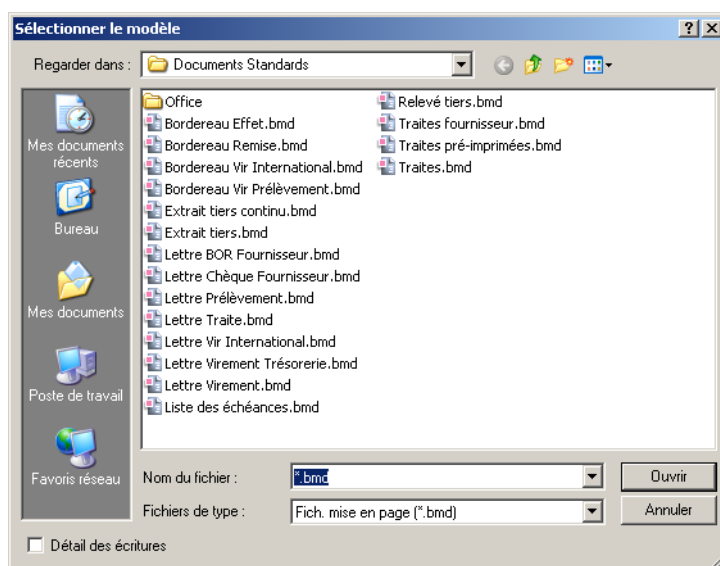 Sélectionner le modèle
Regarder dans :
Documents Standards
Mes documents récents
Bureau
Mes documents
Poste de travail
Favoris réseau
Office
Bordereau Effet.bmd
Bordereau Remise.bmd
Bordereau Vir International.bmd
Bordereau Vir Prélèvement.bmd
Extrait tiers continu.bmd
Extrait tiers.bmd
Lettre BOR Fournisseur.bmd
Lettre Chèque Fournisseur.bmd
Lettre Prélèvement.bmd
Lettre Traite.bmd
Lettre Vir International.bmd
Lettre Virement Trésorerie.bmd
Lettre Virement.bmd
Liste des échéances.bmd
Relevé tiers.bmd
Traites fournisseur.bmd
Traites pré-imprimées.bmd
Traites.bmd
Nom du fichier :
*.bmd
Ouvrir
Fichiers de type :
Fich. mise en page (*.bmd)
Annuler
Détail des écritures